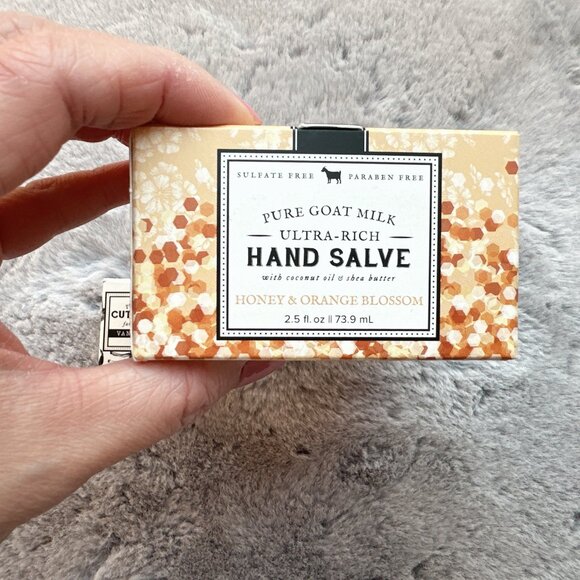 SULFATE FREE PARABEN FREE
PURE GOAT MILK
ULTRA-RICH
HAND SALVE
with coconut oil & shea butter
HONEY & ORANGE BLOSSOM
2.5 fl. oz || 73.9 mL
CUT
VAN